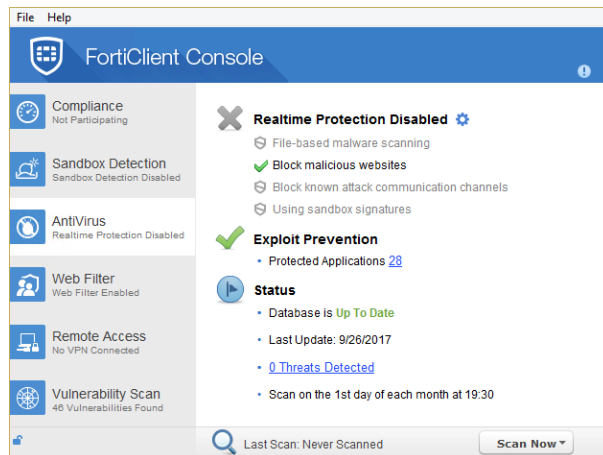 File Help
FortiClient Console
Compliance
Not Participating
Sandbox Detection
Sandbox Detection Disabled
AntiVirus
Realtime Protection Disabled
Web Filter
Web Filter Enabled
Remote Access
No VPN Connected
Vulnerability Scan
46 Vulnerabilities Found
Realtime Protection Disabled
File-based malware scanning
Block malicious websites
Block known attack communication channels
Using sandbox signatures
Exploit Prevention
Protected Applications 28
Status
Database is Up To Date
Last Update: 9/26/2017
0 Threats Detected
Scan on the 1st day of each month at 19:30
Last Scan: Never Scanned
Scan Now